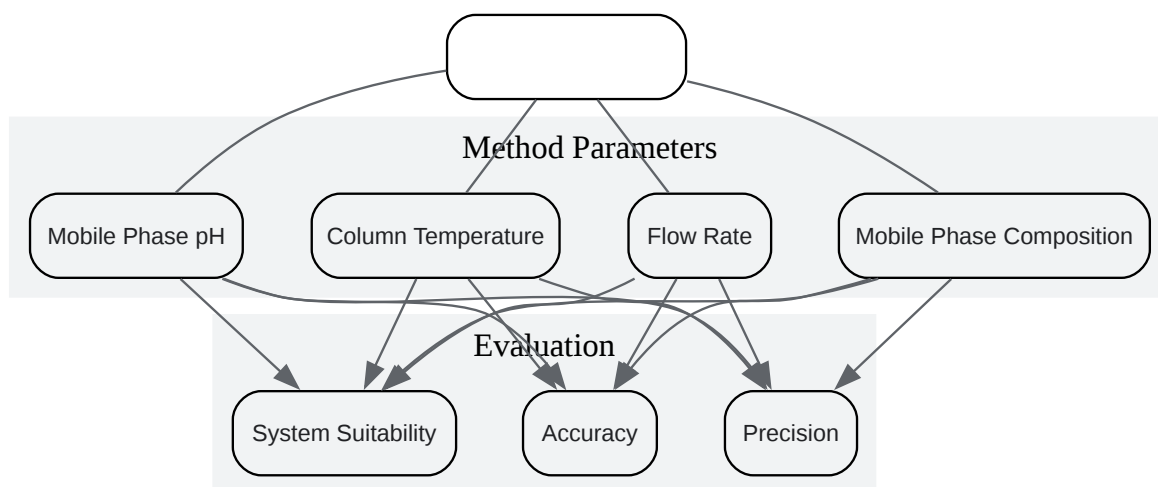 Method Parameters
Mobile Phase pH
Column Temperature
Flow Rate
Mobile Phase Composition
Evaluation
System Suitability
Accuracy
Precision